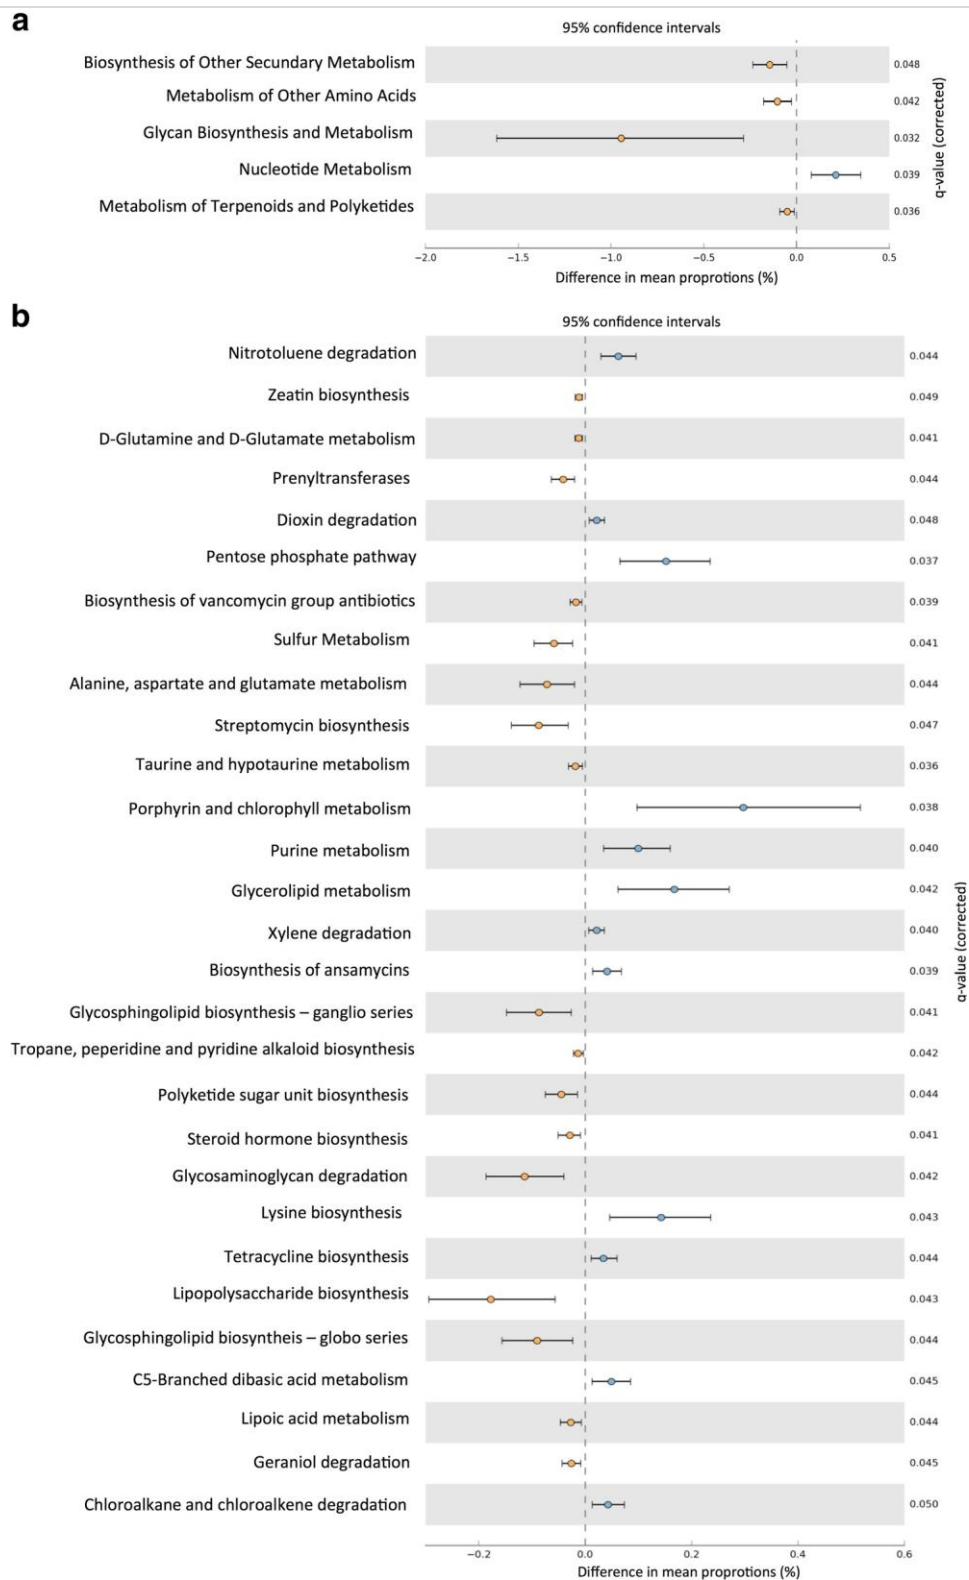 a
95% confidence intervals
Biosynthesis of Other Secondary Metabolism 0.048
Metabolism of Other Amino Acids 0.042
Glycan Biosynthesis and Metabolism 0.032
Nucleotide Metabolism 0.039
Metabolism of Terpenoids and Polyketides 0.036
q-value (corrected)
−2.0 −1.5 −1.0 −0.5 0.0 0.5
Difference in mean proprotions (%)
b
95% confidence intervals
Nitrotoluene degradation 0.044
Zeatin biosynthesis 0.049
D-Glutamine and D-Glutamate metabolism 0.041
Prenyltransferases 0.044
Dioxin degradation 0.048
Pentose phosphate pathway 0.037
Biosynthesis of vancomycin group antibiotics 0.039
Sulfur Metabolism 0.041
Alanine, aspartate and glutamate metabolism 0.044
Streptomycin biosynthesis 0.047
Taurine and hypotaurine metabolism 0.036
Porphyrin and chlorophyll metabolism 0.038
Purine metabolism 0.040
Glycerolipid metabolism 0.042
Xylene degradation 0.040
Biosynthesis of ansamycins 0.039
Glycosphingolipid biosynthesis – ganglio series 0.041
Tropane, peperidine and pyridine alkaloid biosynthesis 0.042
Polyketide sugar unit biosynthesis 0.044
Steroid hormone biosynthesis 0.041
Glycosaminoglycan degradation 0.042
Lysine biosynthesis 0.043
Tetracycline biosynthesis 0.044
Lipopolysaccharide biosynthesis 0.043
Glycosphingolipid biosyntheis – globo series 0.044
C5-Branched dibasic acid metabolism 0.045
Lipoic acid metabolism 0.044
Geraniol degradation 0.045
Chloroalkane and chloroalkene degradation 0.050
q-value (corrected)
−0.2 0.0 0.2 0.4 0.6
Difference in mean proprotions (%)